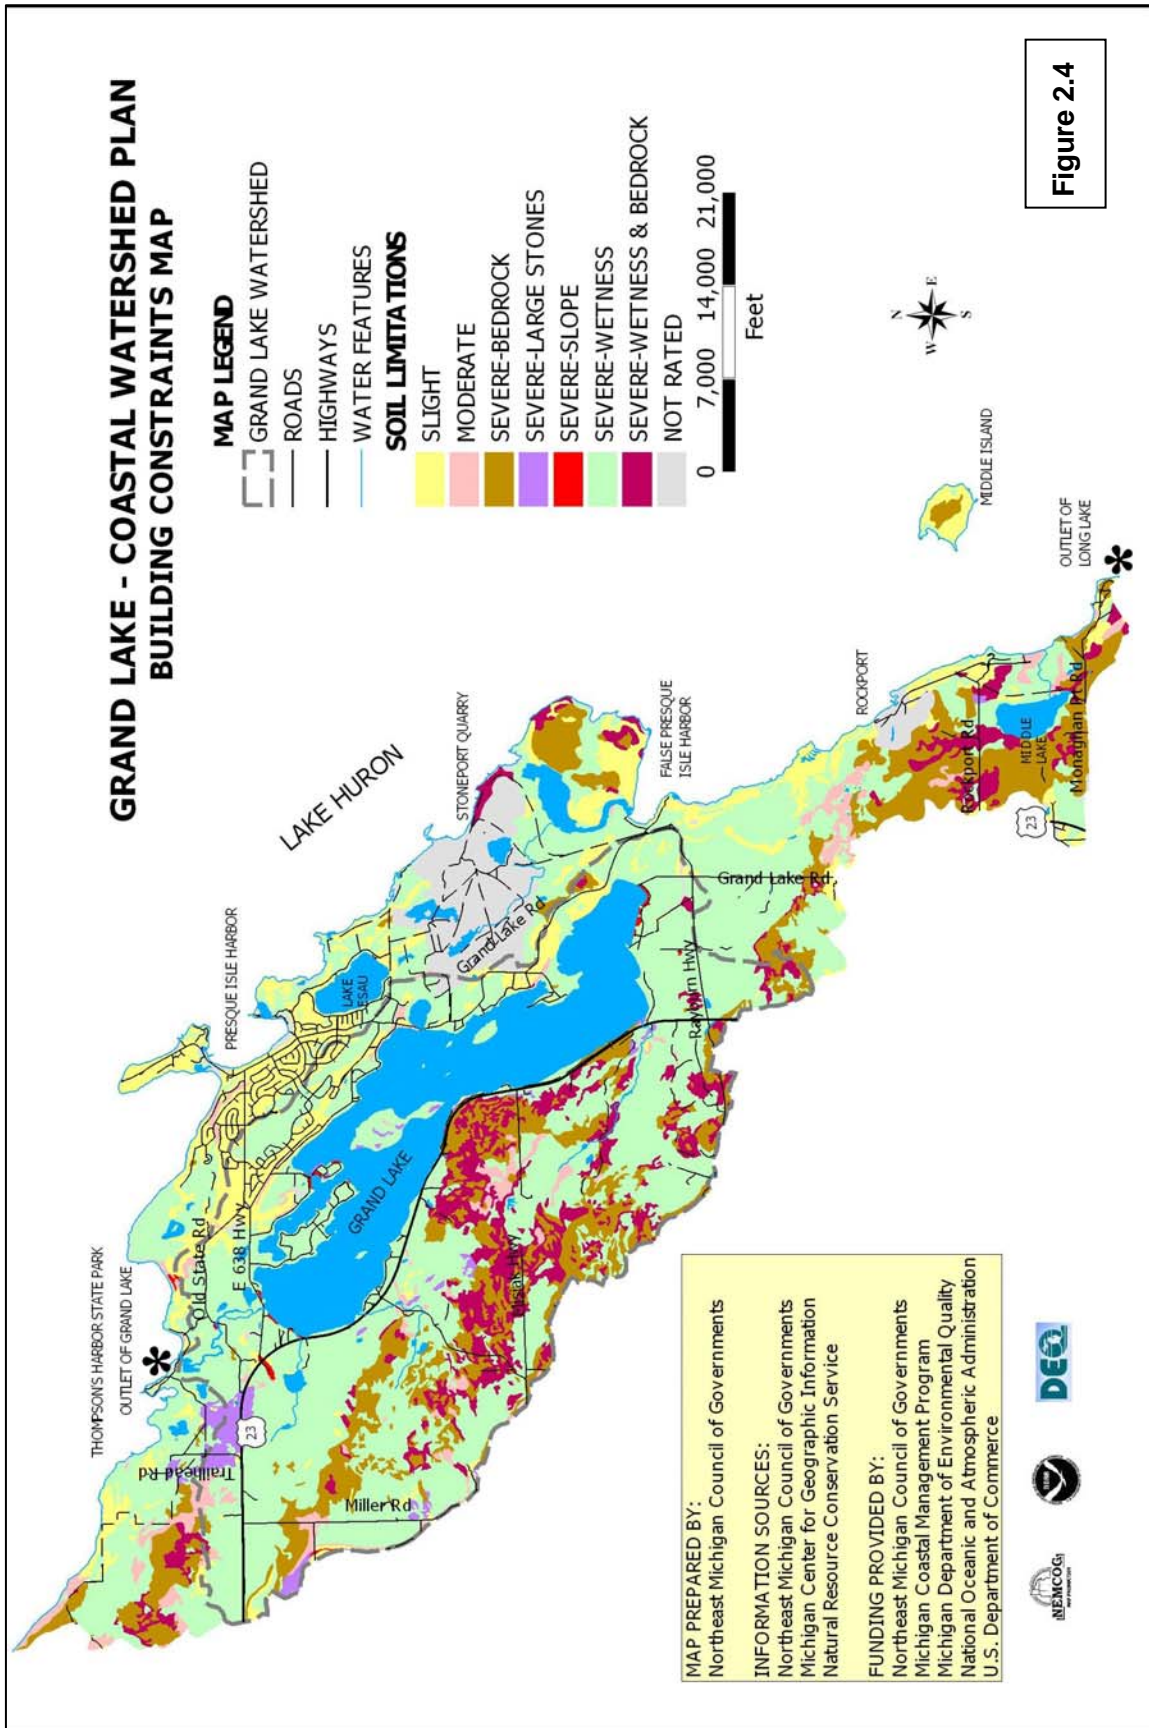 GRAND LAKE - COASTAL WATERSHED PLAN
BUILDING CONSTRAINTS MAP
MAP LEGEND
GRAND LAKE WATERSHED
ROADS
HIGHWAYS
WATER FEATURES
SOIL LIMITATIONS
SLIGHT
MODERATE
SEVERE-BEDROCK
SEVERE-LARGE STONES
SEVERE-SLOPE
SEVERE-WETNESS
SEVERE-WETNESS & BEDROCK
NOT RATED
0 7,000 14,000 21,000
Feet
N
W E
S
Figure 2.4
LAKE HURON
THOMPSON'S HARBOR STATE PARK
OUTLET OF GRAND LAKE
PRESQUE ISLE HARBOR
STONEPORT QUARRY
FALSE PRESQUE
ISLE HARBOR
ROCKPORT
MIDDLE ISLAND
OUTLET OF
LONG LAKE
Trailhead Rd
Old State Rd
E 638 Hwy
23
Miller Rd
LAKE
ESAU
GRAND LAKE
Grand Lake Rd
Grand Lake Rd
Rayburn Hwy
Rockport Rd
MIDDLE
LAKE
Monaghan Pt Rd
23
MAP PREPARED BY:
Northeast Michigan Council of Governments
INFORMATION SOURCES:
Northeast Michigan Council of Governments
Michigan Center for Geographic Information
Natural Resource Conservation Service
FUNDING PROVIDED BY:
Northeast Michigan Council of Governments
Michigan Coastal Management Program
Michigan Department of Environmental Quality
National Oceanic and Atmospheric Administration
U.S. Department of Commerce
NEMCOG
DEQ